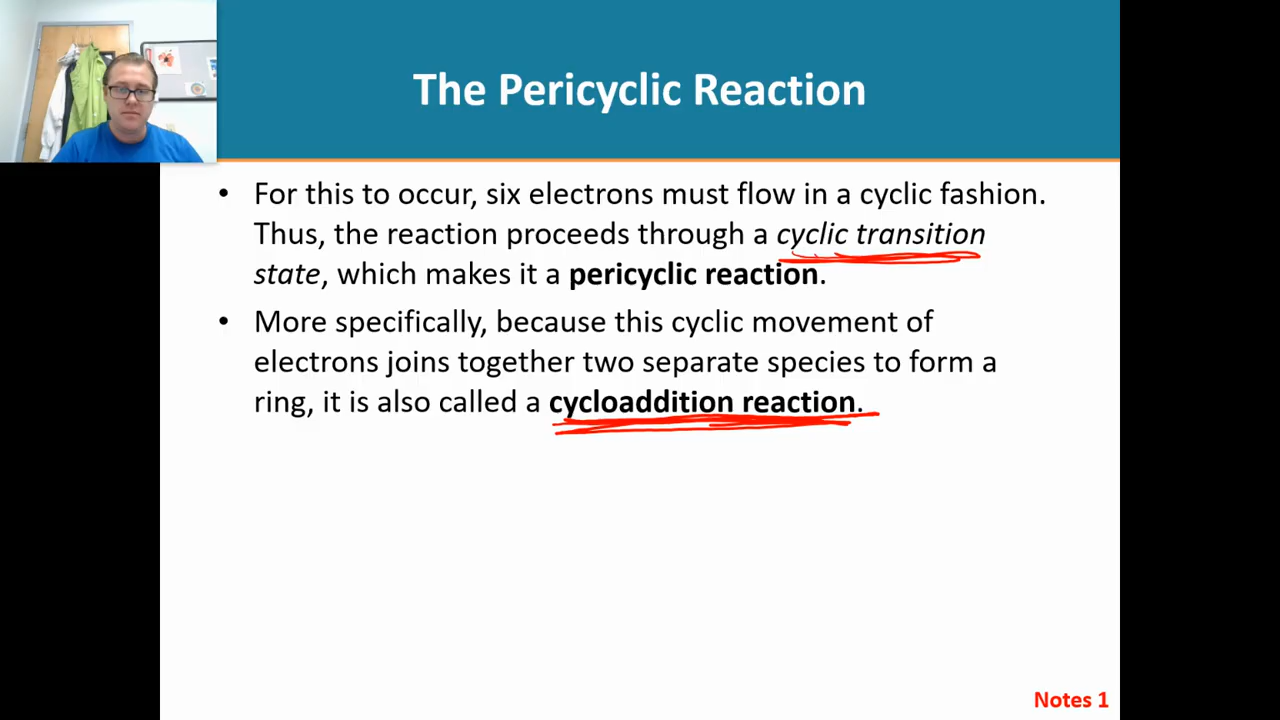 The Pericyclic Reaction
• For this to occur, six electrons must flow in a cyclic fashion.
Thus, the reaction proceeds through a cyclic transition
state, which makes it a pericyclic reaction.
• More specifically, because this cyclic movement of
electrons joins together two separate species to form a
ring, it is also called a cycloaddition reaction.
Notes 1